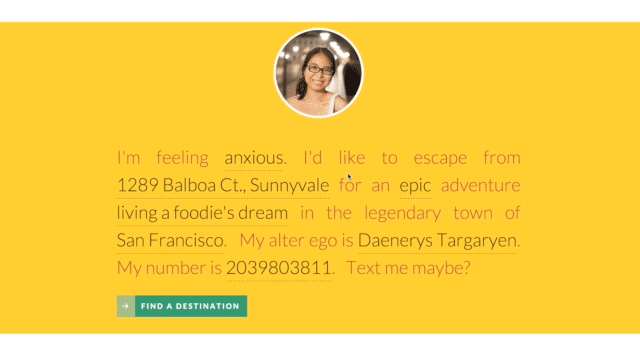 I'm feeling anxious. I'd like to escape from
1289 Balboa Ct., Sunnyvale for an epic adventure
living a foodie's dream in the legendary town of
San Francisco. My alter ego is Daenerys Targaryen.
My number is 2039803811. Text me maybe?
→ FIND A DESTINATION